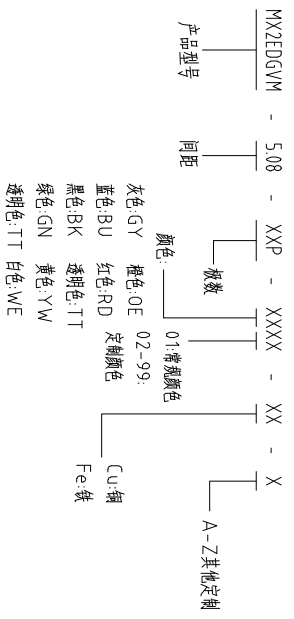 MX2EDGVM - 5.08 - XXP - XXXX - XX - X
产品型号
间距
极数
颜色:
灰色:GY 橙色:OE
蓝色:BU 红色:RD
黑色:BK 透明色:TT
绿色:GN 黄色:YW
透明色:TT 白色:WE
01:常规颜色
02-99:
定制颜色
Cu:铜
Fe:铁
A-Z其他定制